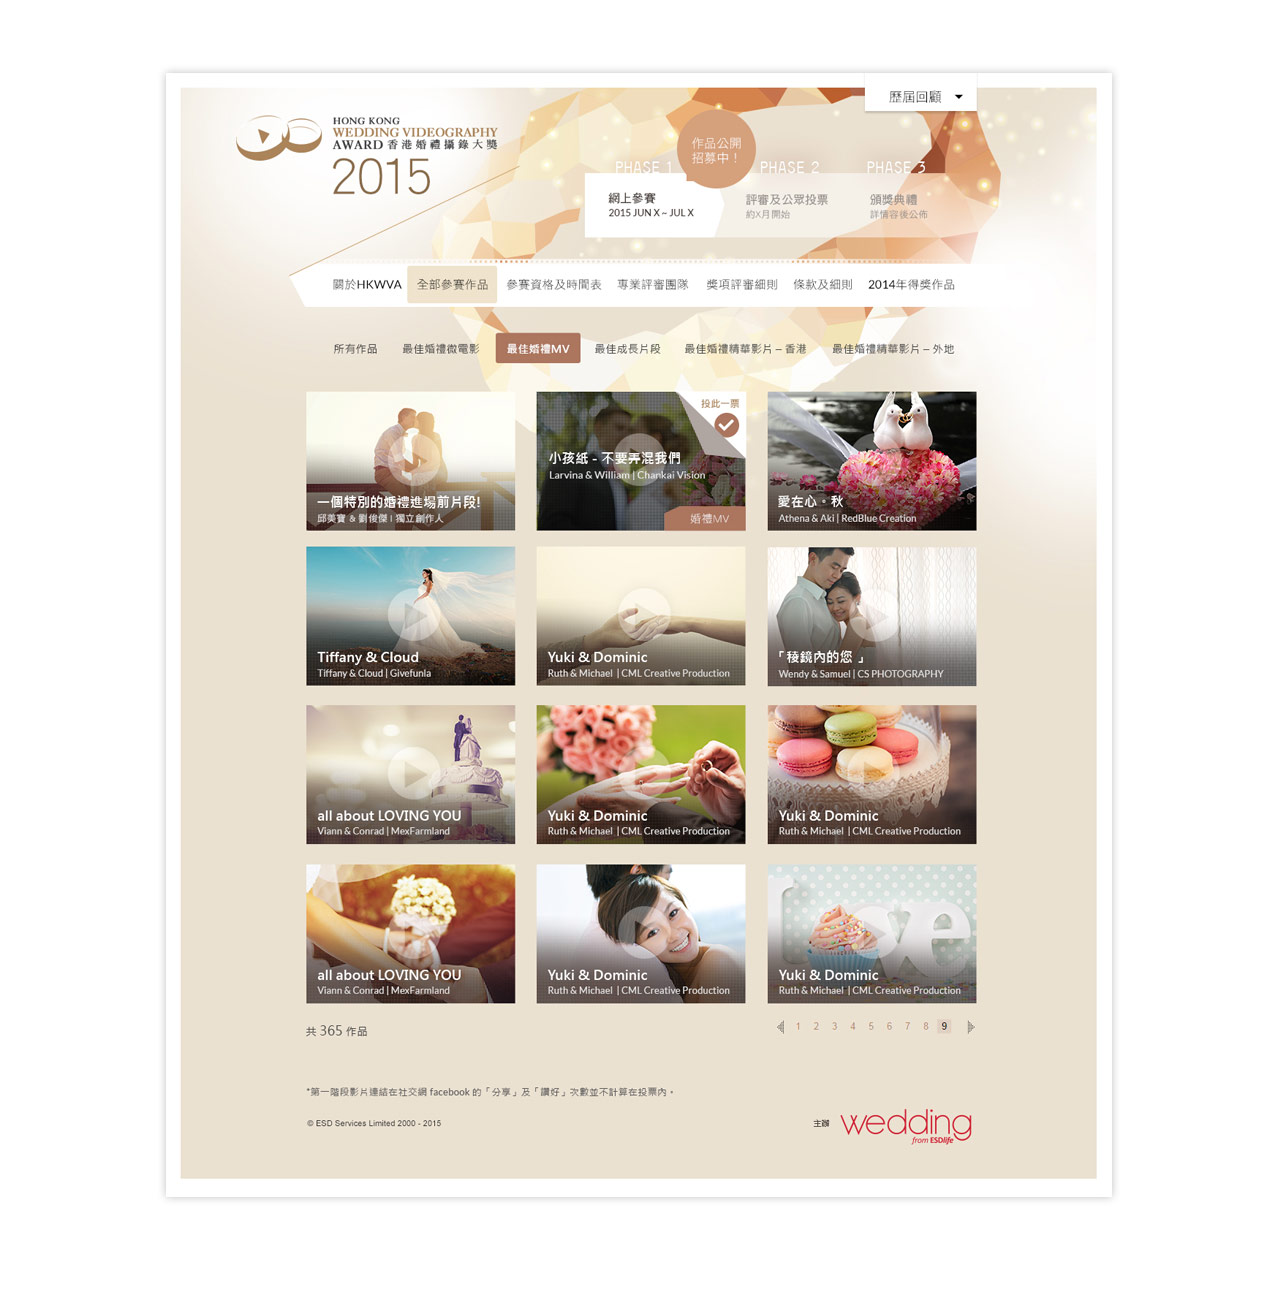 歷屆回顧
HONG KONG
WEDDING VIDEOGRAPHY
AWARD 香港婚禮攝錄大獎
2015
作品公開
招募中！
PHASE 1
PHASE 2
PHASE 3
網上參賽
2015 JUN X ~ JUL X
評審及公眾投票
約X月開始
頒獎典禮
詳情容後公佈
關於HKWVA
全部參賽作品
參賽資格及時間表
專業評審團隊
獎項評審細則
條款及細則
2014年得獎作品
所有作品
最佳婚禮微電影
最佳婚禮MV
最佳成長片段
最佳婚禮精華影片 – 香港
最佳婚禮精華影片 – 外地
一個特別的婚禮進場前片段!
邱美寶 & 劉俊傑 | 獨立創作人
投此一票
小孩紙 - 不要弄混我們
Larvina & William | Chankai Vision
婚禮MV
愛在心。秋
Athena & Aki | RedBlue Creation
Tiffany & Cloud
Tiffany & Cloud | Givefunla
Yuki & Dominic
Ruth & Michael | CML Creative Production
「稜鏡內的您 」
Wendy & Samuel | CS PHOTOGRAPHY
all about LOVING YOU
Viann & Conrad | MexFarmland
Yuki & Dominic
Ruth & Michael | CML Creative Production
Yuki & Dominic
Ruth & Michael | CML Creative Production
all about LOVING YOU
Viann & Conrad | MexFarmland
Yuki & Dominic
Ruth & Michael | CML Creative Production
Yuki & Dominic
Ruth & Michael | CML Creative Production
共 365 作品
1 2 3 4 5 6 7 8 9
*第一階段影片連結在社交網 facebook 的「分享」及「讚好」次數並不計算在投票內。
© ESD Services Limited 2000 - 2015
主辦
wedding
from ESDlife